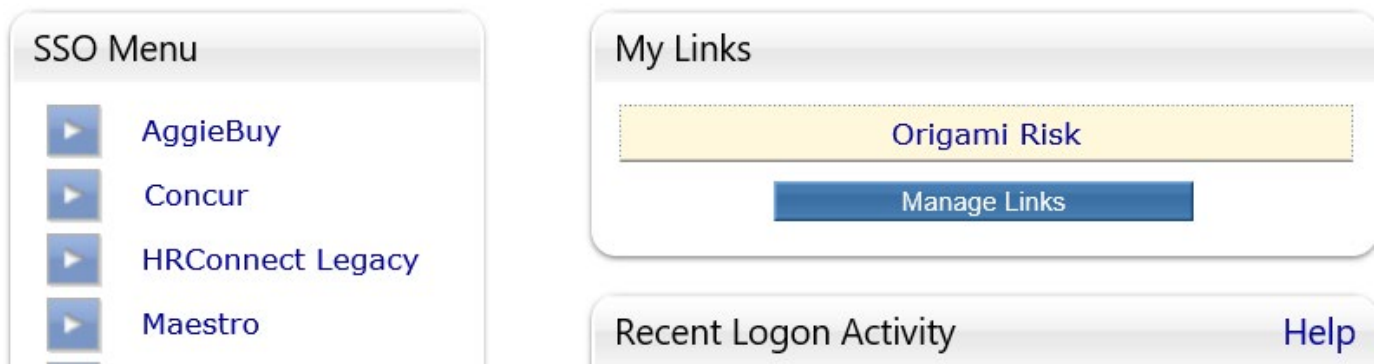 SSO Menu
AggieBuy
Concur
HRConnect Legacy
Maestro
My Links
Origami Risk
Manage Links
Recent Logon Activity
Help